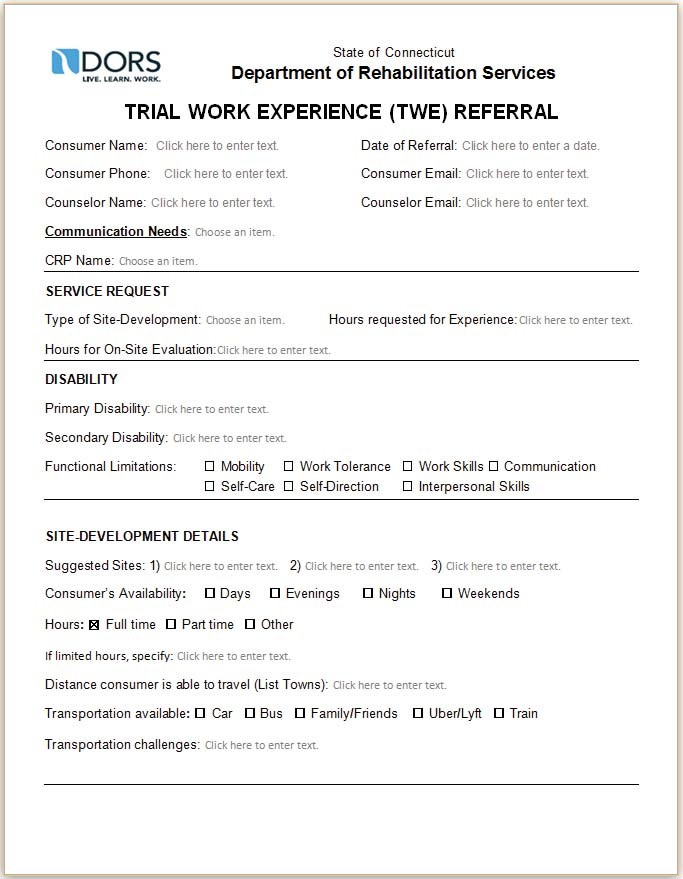 DORS
LIVE. LEARN. WORK.
State of Connecticut
Department of Rehabilitation Services
TRIAL WORK EXPERIENCE (TWE) REFERRAL
Consumer Name: Click here to enter text. Date of Referral: Click here to enter a date.
Consumer Phone: Click here to enter text. Consumer Email: Click here to enter text.
Counselor Name: Click here to enter text. Counselor Email: Click here to enter text.
Communication Needs: Choose an item.
CRP Name: Choose an item.
SERVICE REQUEST
Type of Site-Development: Choose an item. Hours requested for Experience: Click here to enter text.
Hours for On-Site Evaluation: Click here to enter text.
DISABILITY
Primary Disability: Click here to enter text.
Secondary Disability: Click here to enter text.
Functional Limitations: ☐ Mobility ☐ Work Tolerance ☐ Work Skills ☐ Communication
☐ Self-Care ☐ Self-Direction ☐ Interpersonal Skills
SITE-DEVELOPMENT DETAILS
Suggested Sites: 1) Click here to enter text. 2) Click here to enter text. 3) Click here to enter text.
Consumer's Availability: ☐ Days ☐ Evenings ☐ Nights ☐ Weekends
Hours: ☒ Full time ☐ Part time ☐ Other
If limited hours, specify: Click here to enter text.
Distance consumer is able to travel (List Towns): Click here to enter text.
Transportation available: ☐ Car ☐ Bus ☐ Family/Friends ☐ Uber/Lyft ☐ Train
Transportation challenges: Click here to enter text.